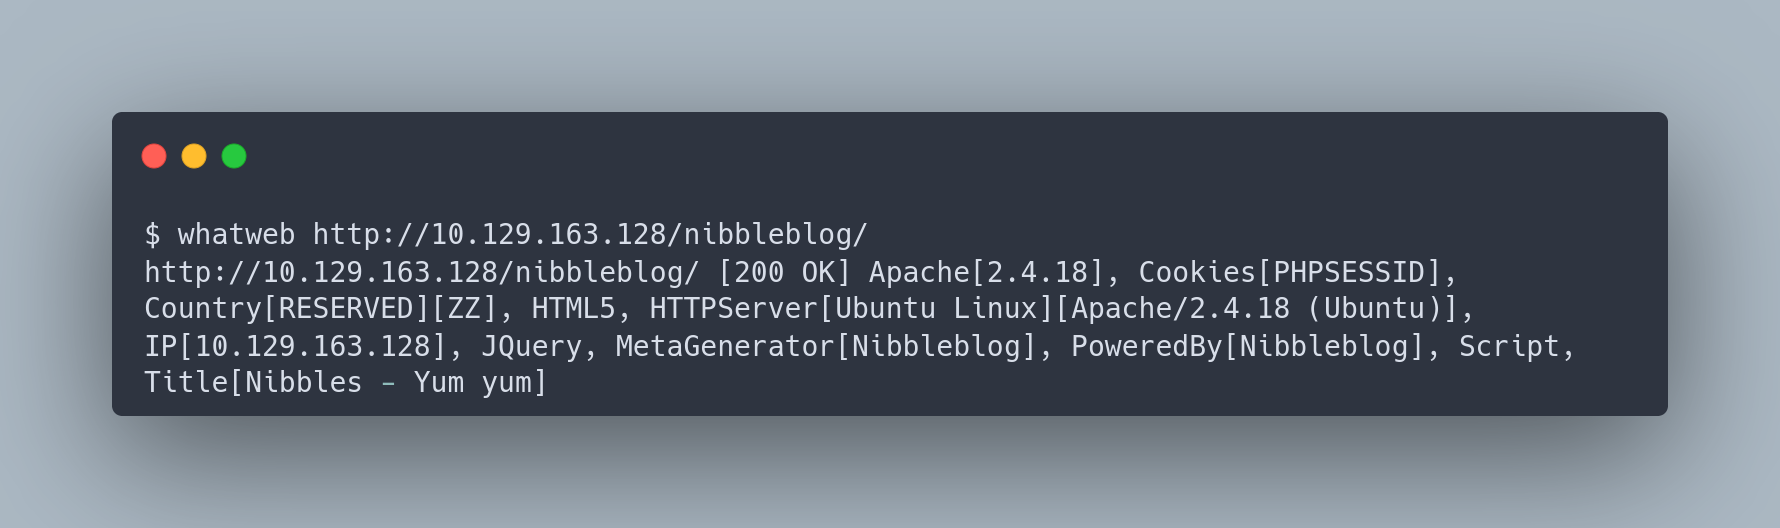 $ whatweb http://10.129.163.128/nibbleblog/
http://10.129.163.128/nibbleblog/ [200 OK] Apache[2.4.18], Cookies[PHPSESSID],
Country[RESERVED][ZZ], HTML5, HTTPServer[Ubuntu Linux][Apache/2.4.18 (Ubuntu)],
IP[10.129.163.128], JQuery, MetaGenerator[Nibbleblog], PoweredBy[Nibbleblog], Script,
Title[Nibbles - Yum yum]